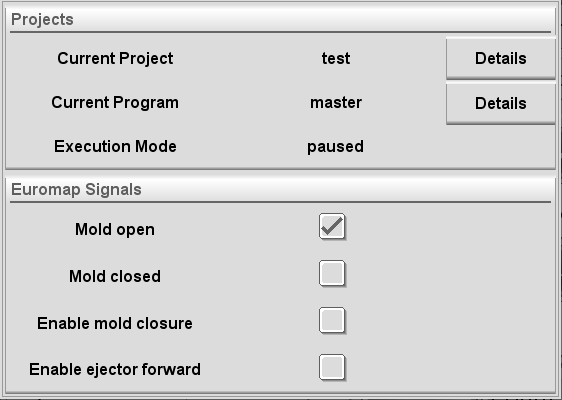 Projects
Current Project test Details
Current Program master Details
Execution Mode paused
Euromap Signals
Mold open
Mold closed
Enable mold closure
Enable ejector forward